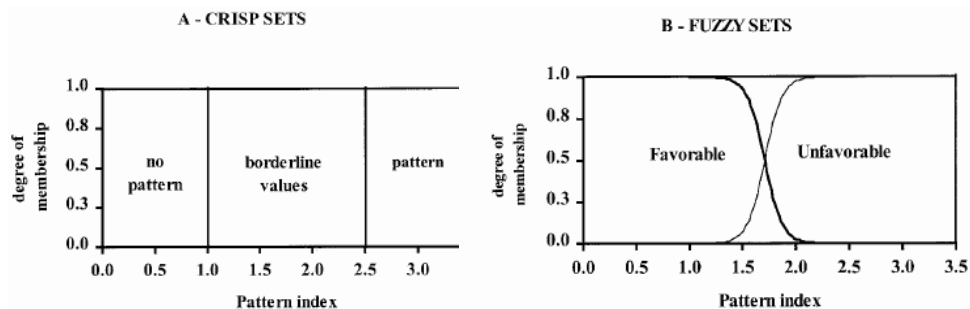 A - CRISP SETS
degree of
membership
1.0
0.8
0.5
0.3
0.0
no
pattern
borderline
values
pattern
0.0 0.5 1.0 1.5 2.0 2.5 3.0
Pattern index
B - FUZZY SETS
degree of
membership
1.0
0.8
0.5
0.3
0.0
Favorable
Unfavorable
0.0 0.5 1.0 1.5 2.0 2.5 3.0 3.5
Pattern index